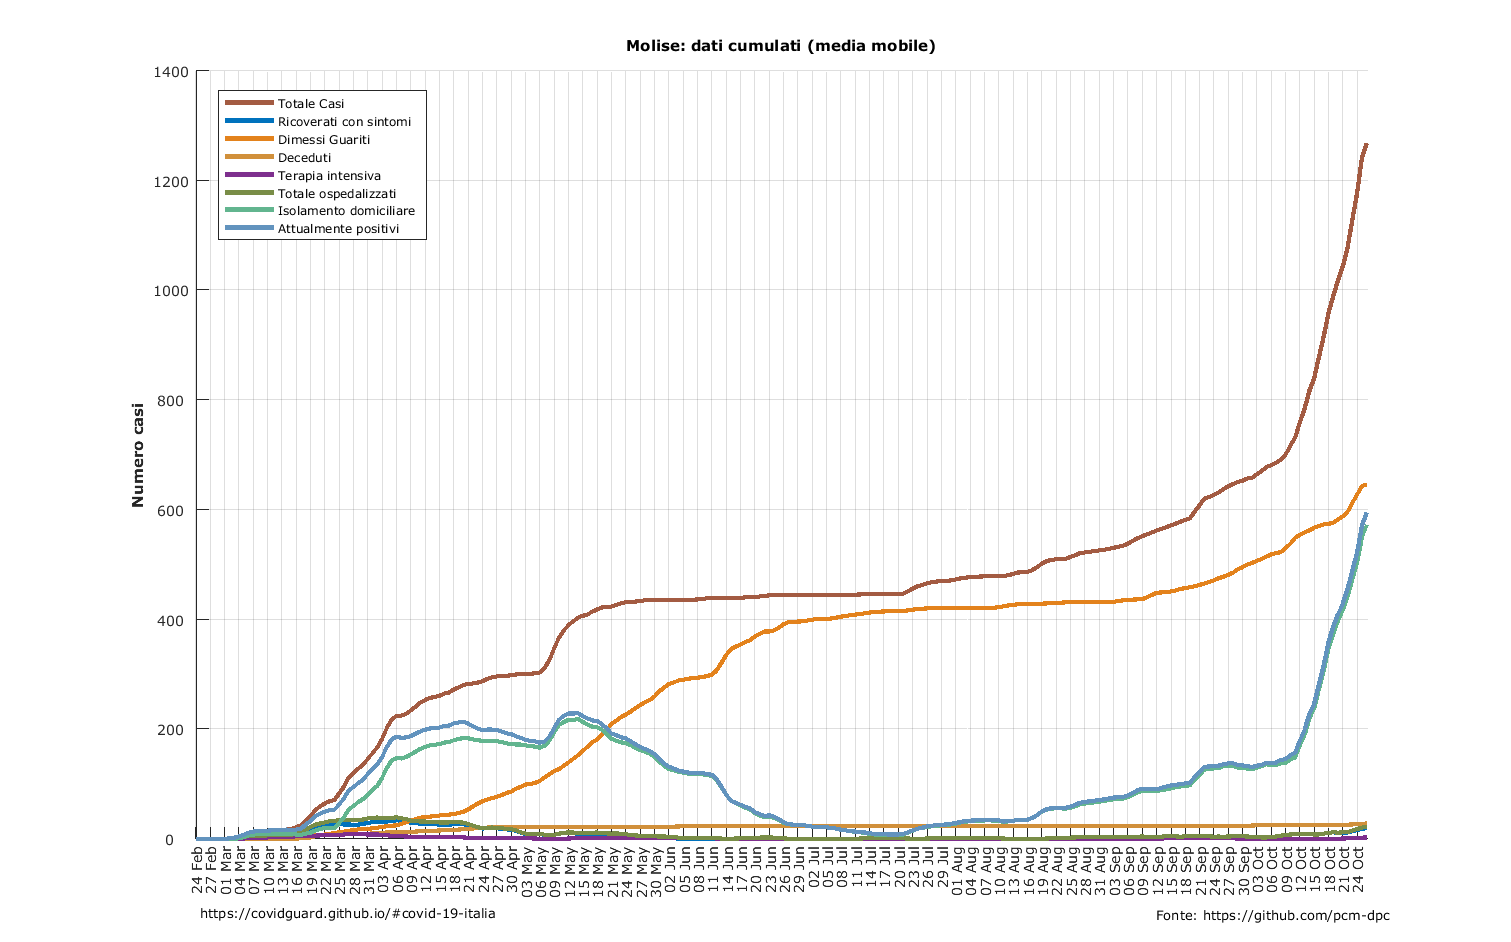 Molise: dati cumulati (media mobile)
1400
1200
1000
800
600
400
200
0
Numero casi
Totale Casi
Ricoverati con sintomi
Dimessi Guariti
Deceduti
Terapia intensiva
Totale ospedalizzati
Isolamento domiciliare
Attualmente positivi
24 Feb
27 Feb
01 Mar
04 Mar
07 Mar
10 Mar
13 Mar
16 Mar
19 Mar
22 Mar
25 Mar
28 Mar
31 Mar
03 Apr
06 Apr
09 Apr
12 Apr
15 Apr
18 Apr
21 Apr
24 Apr
27 Apr
30 Apr
03 May
06 May
09 May
12 May
15 May
18 May
21 May
24 May
27 May
30 May
02 Jun
05 Jun
08 Jun
11 Jun
14 Jun
17 Jun
20 Jun
23 Jun
26 Jun
29 Jun
02 Jul
05 Jul
08 Jul
11 Jul
14 Jul
17 Jul
20 Jul
23 Jul
26 Jul
29 Jul
01 Aug
04 Aug
07 Aug
10 Aug
13 Aug
16 Aug
19 Aug
22 Aug
25 Aug
28 Aug
31 Aug
03 Sep
06 Sep
09 Sep
12 Sep
15 Sep
18 Sep
21 Sep
24 Sep
27 Sep
30 Sep
03 Oct
06 Oct
09 Oct
12 Oct
15 Oct
18 Oct
21 Oct
24 Oct
https://covidguard.github.io/#covid-19-italia
Fonte: https://github.com/pcm-dpc